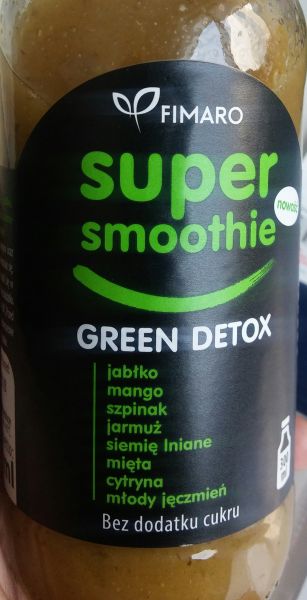 FIMARO
super
nowość
smoothie
GREEN DETOX
jabłko
mango
szpinak
jarmuż
siemię lniane
mięta
cytryna
młody jęczmień
300
Bez dodatku cukru